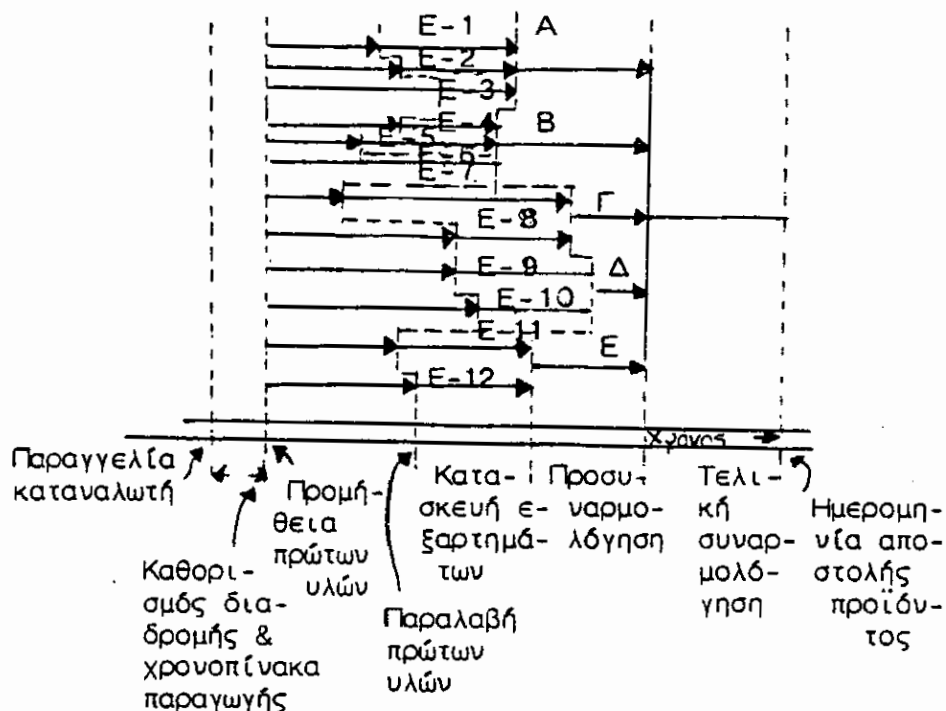 E-1
A
E-2
E-3
E-4
B
E-5
E-6
E-7
Γ
E-8
E-9
Δ
E-10
E-11
E
E-12
Χρόνος
Παραγγελία
καταναλωτή
Καθορι-
σμός δια-
δρομής &
χρονοπίνακα
παραγωγής
Προμή-
θεια
πρώτων
υλών
Παραλαβή
πρώτων
υλών
Κατα-
σκευή ε-
ξαρτημά-
των
Προσυ-
ναρμο-
λόγηση
Τελι-
κή
συναρ-
μολό-
γηση
Ημερομη-
νία απο-
στολής
προϊόν-
τος